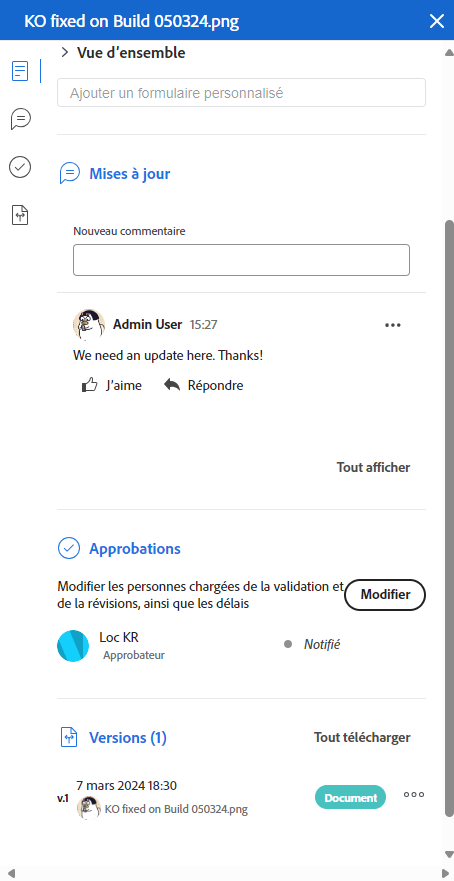 KO fixed on Build 050324.png
Vue d'ensemble
Ajouter un formulaire personnalisé
Mises à jour
Nouveau commentaire
Admin User 15:27
We need an update here. Thanks!
J'aime Répondre
Tout afficher
Approbations
Modifier les personnes chargées de la validation et
de la révisions, ainsi que les délais
Modifier
Loc KR
Approbateur
Notifié
Versions (1) Tout télécharger
7 mars 2024 18:30
v.1
KO fixed on Build 050324.png
Document